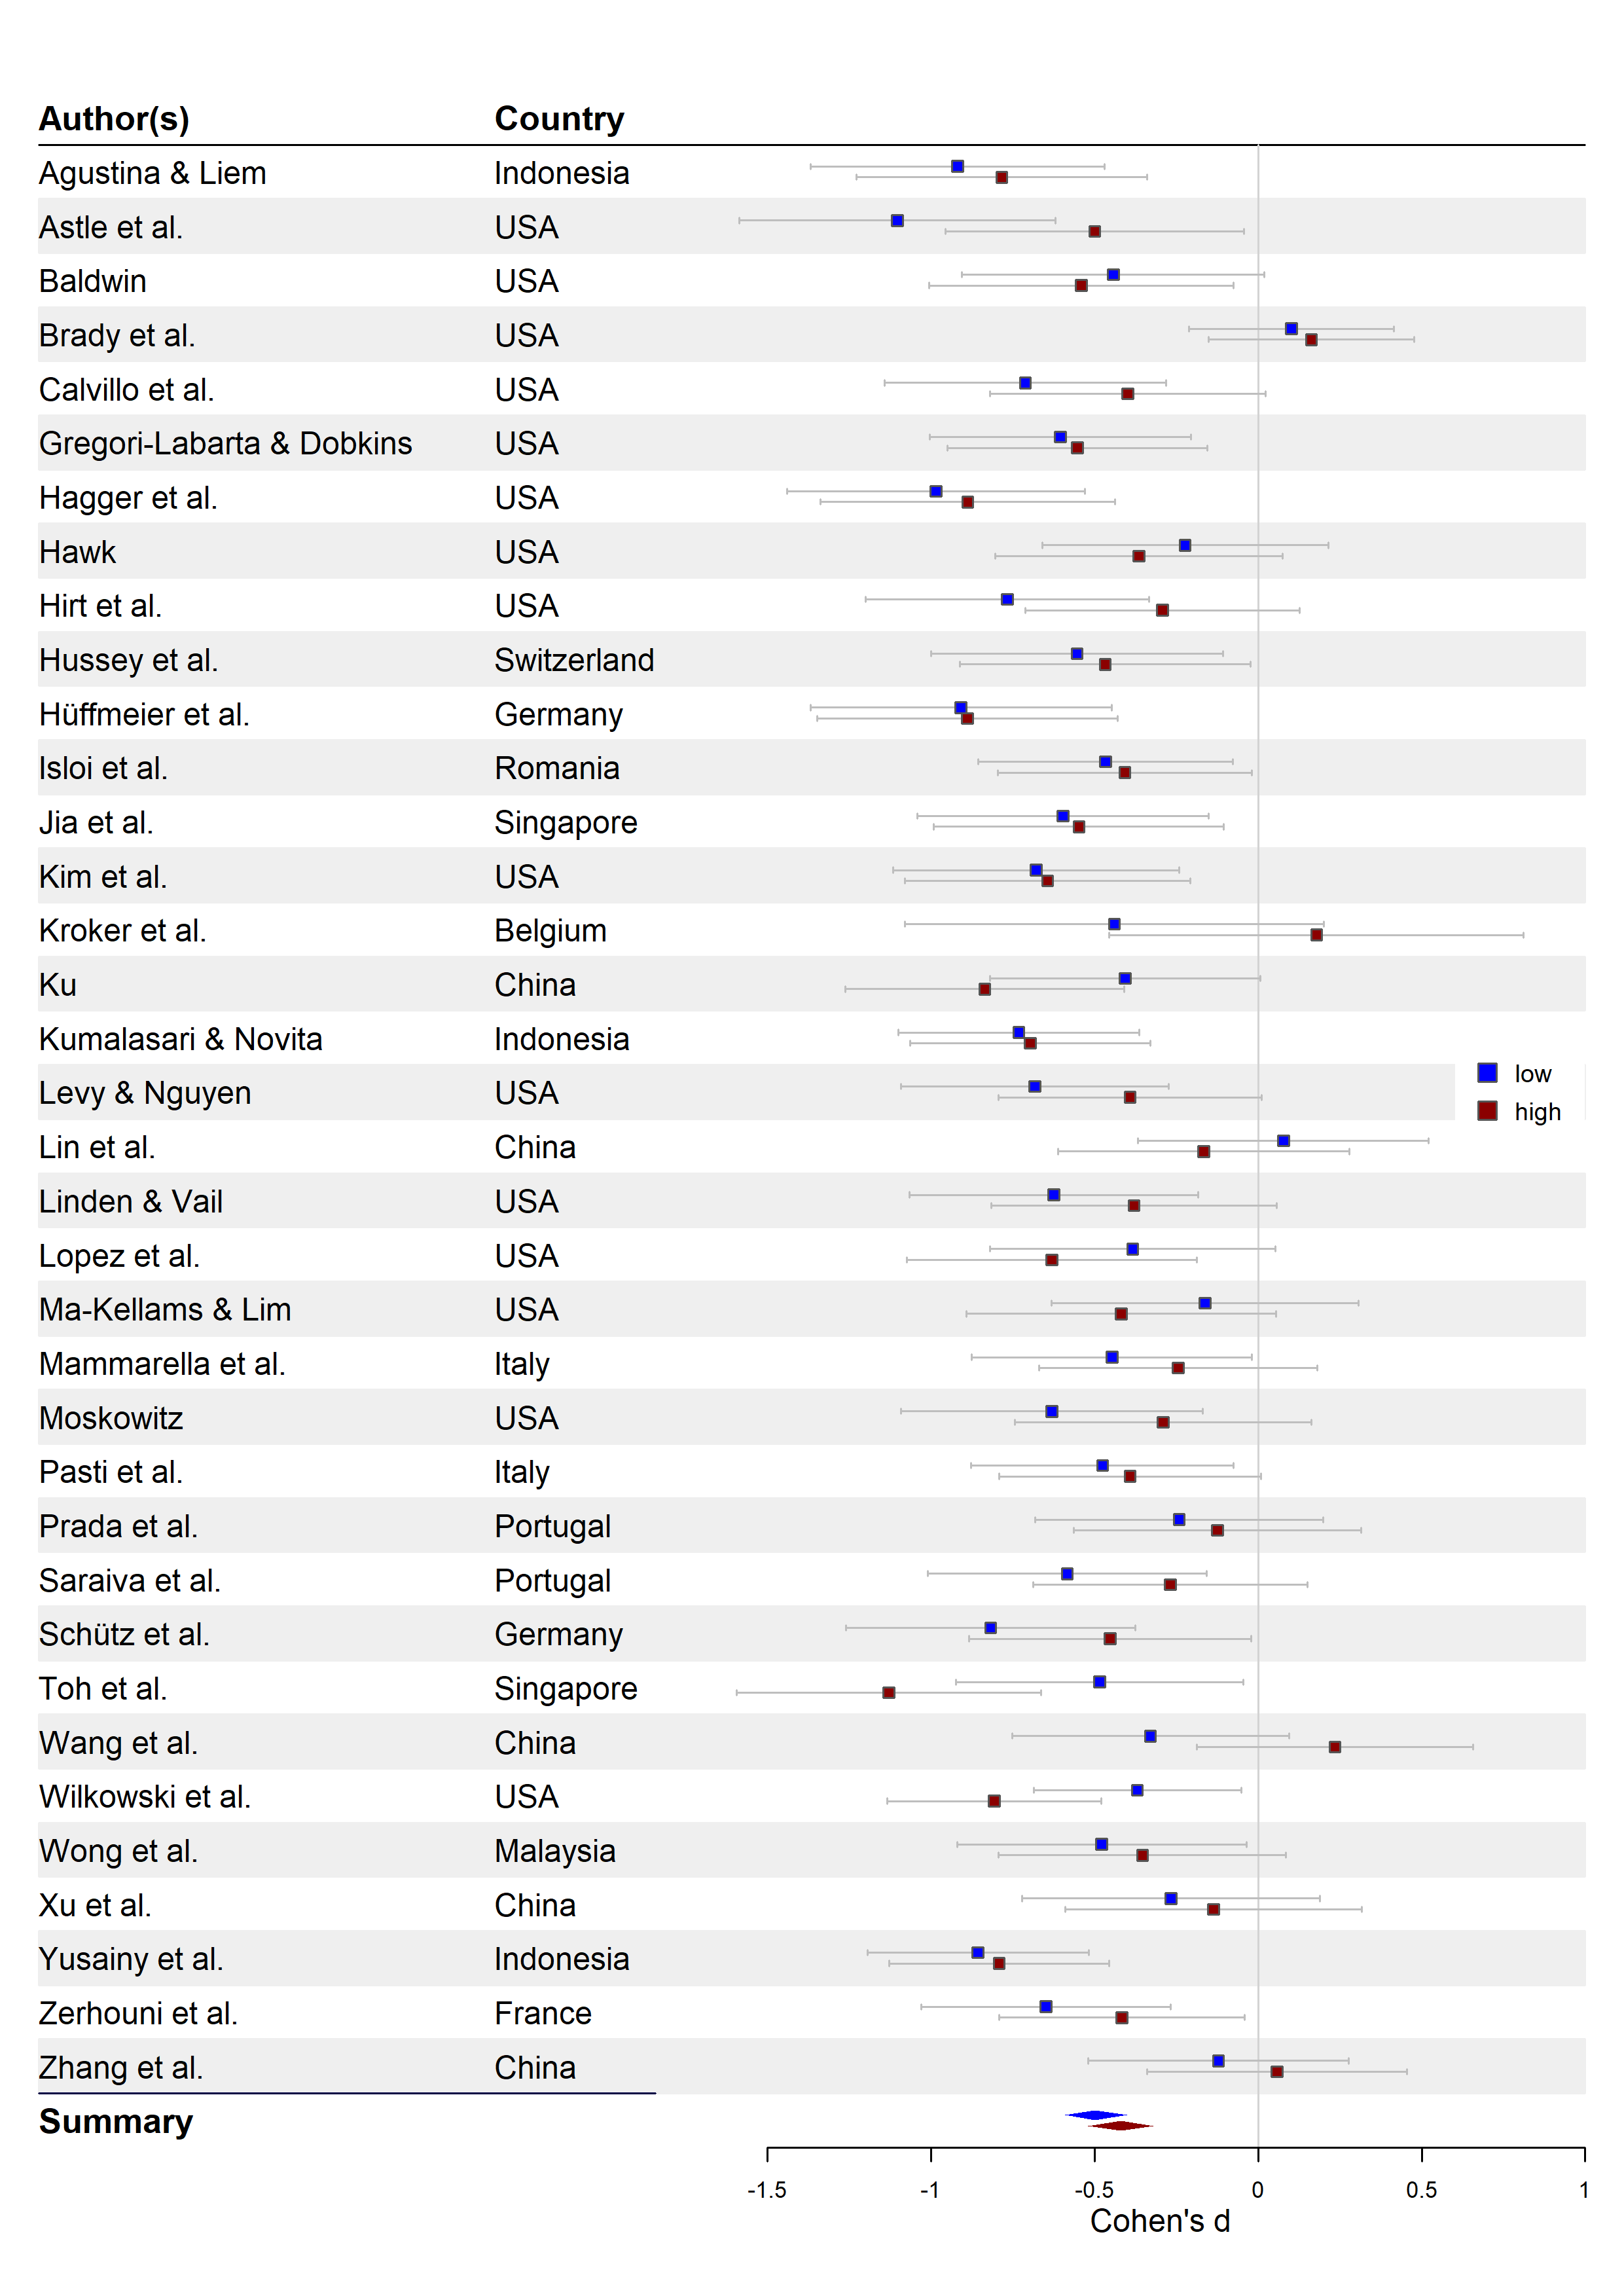 Author(s) Country
Agustina & Liem Indonesia
Astle et al. USA
Baldwin USA
Brady et al. USA
Calvillo et al. USA
Gregori-Labarta & Dobkins USA
Hagger et al. USA
Hawk USA
Hirt et al. USA
Hussey et al. Switzerland
Hüffmeier et al. Germany
Isloi et al. Romania
Jia et al. Singapore
Kim et al. USA
Kroker et al. Belgium
Ku China
Kumalasari & Novita Indonesia
low
Levy & Nguyen USA
high
Lin et al. China
Linden & Vail USA
Lopez et al. USA
Ma-Kellams & Lim USA
Mammarella et al. Italy
Moskowitz USA
Pasti et al. Italy
Prada et al. Portugal
Saraiva et al. Portugal
Schütz et al. Germany
Toh et al. Singapore
Wang et al. China
Wilkowski et al. USA
Wong et al. Malaysia
Xu et al. China
Yusainy et al. Indonesia
Zerhouni et al. France
Zhang et al. China
Summary
-1.5 -1 -0.5 0 0.5 1
Cohen's d